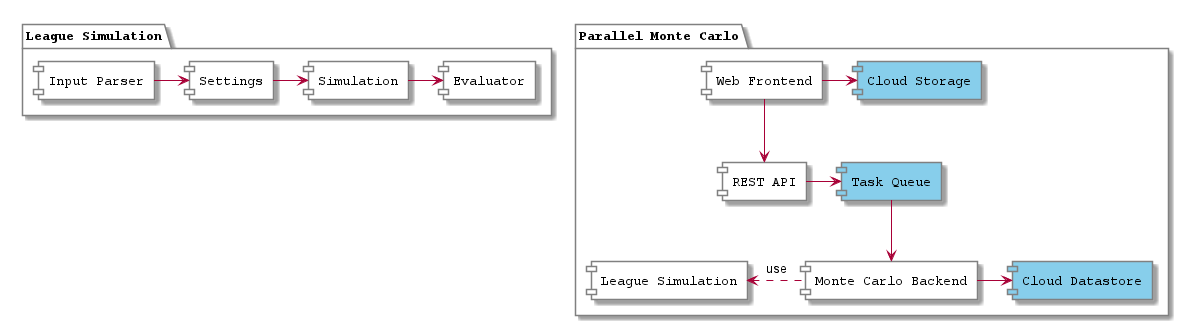 League Simulation
Input Parser
Settings
Simulation
Evaluator
Parallel Monte Carlo
Web Frontend
Cloud Storage
REST API
Task Queue
League Simulation
use
Monte Carlo Backend
Cloud Datastore